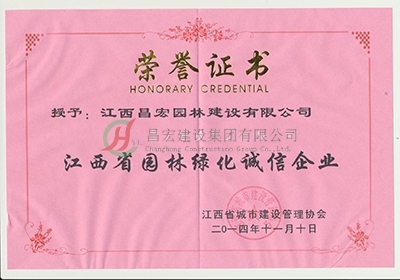 荣誉证书
HONORARY CREDENTIAL
授予：江西昌宏园林建设有限公司
昌宏建设集团有限公司
Changhong Construction Group Co., Ltd
江西省园林绿化诚信企业
江西省城市建设管理协会
二〇一四年十一月十日